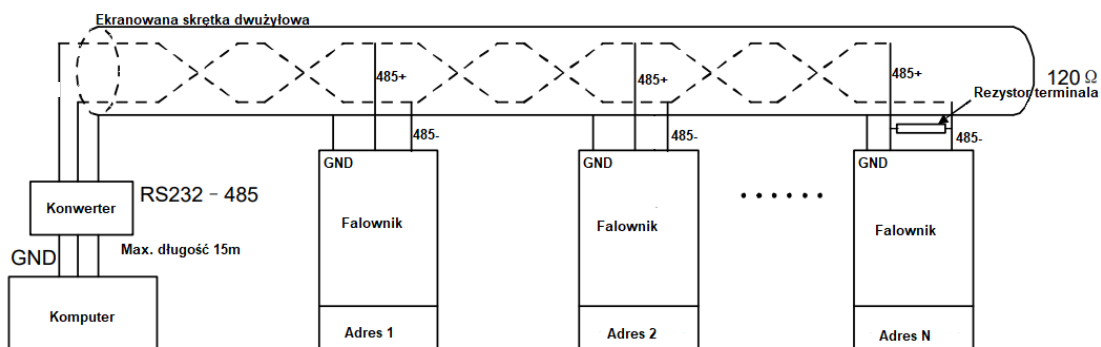 Ekranowana skrętka dwużyłowa
485+
485+
485+
120 Ω
Rezystor terminala
485-
485-
485-
GND
GND
GND
Konwerter
RS232 - 485
Falownik
Falownik
Falownik
......
GND
Max. długość 15m
Komputer
Adres 1
Adres 2
Adres N